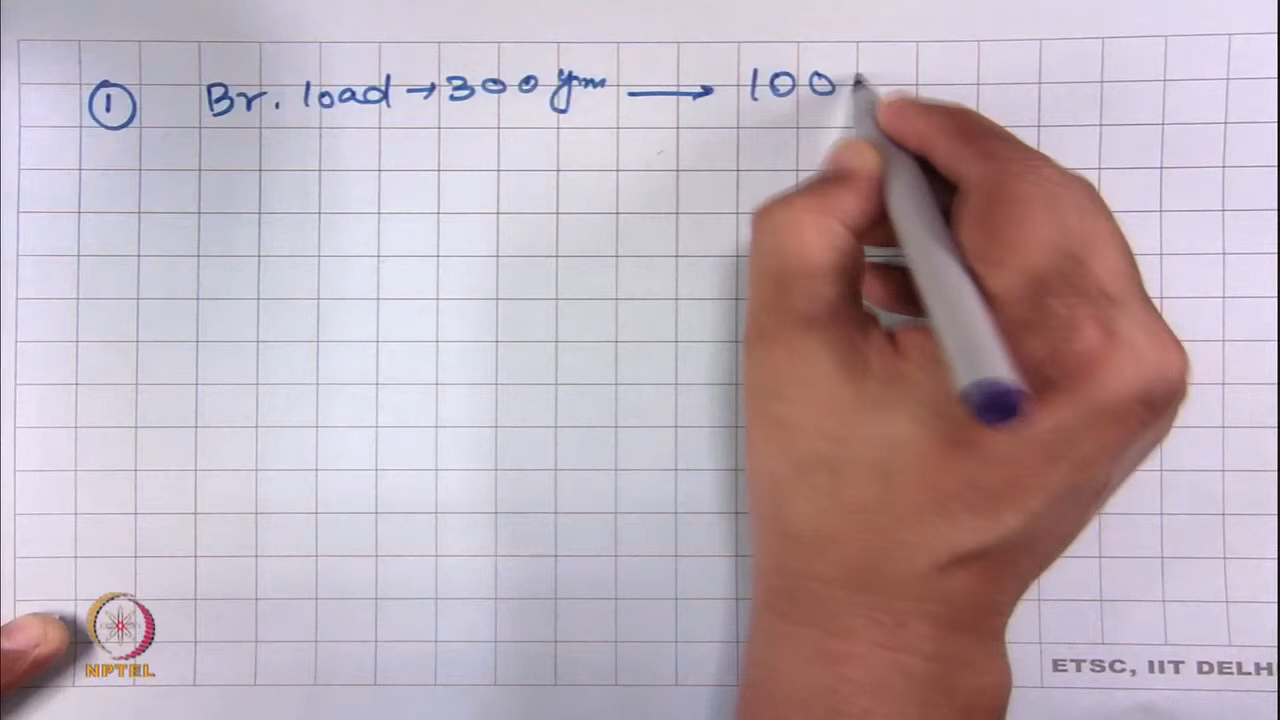 ① Br. load → 300 gm ⟶ 100
NPTEL
ETSC, IIT DELH